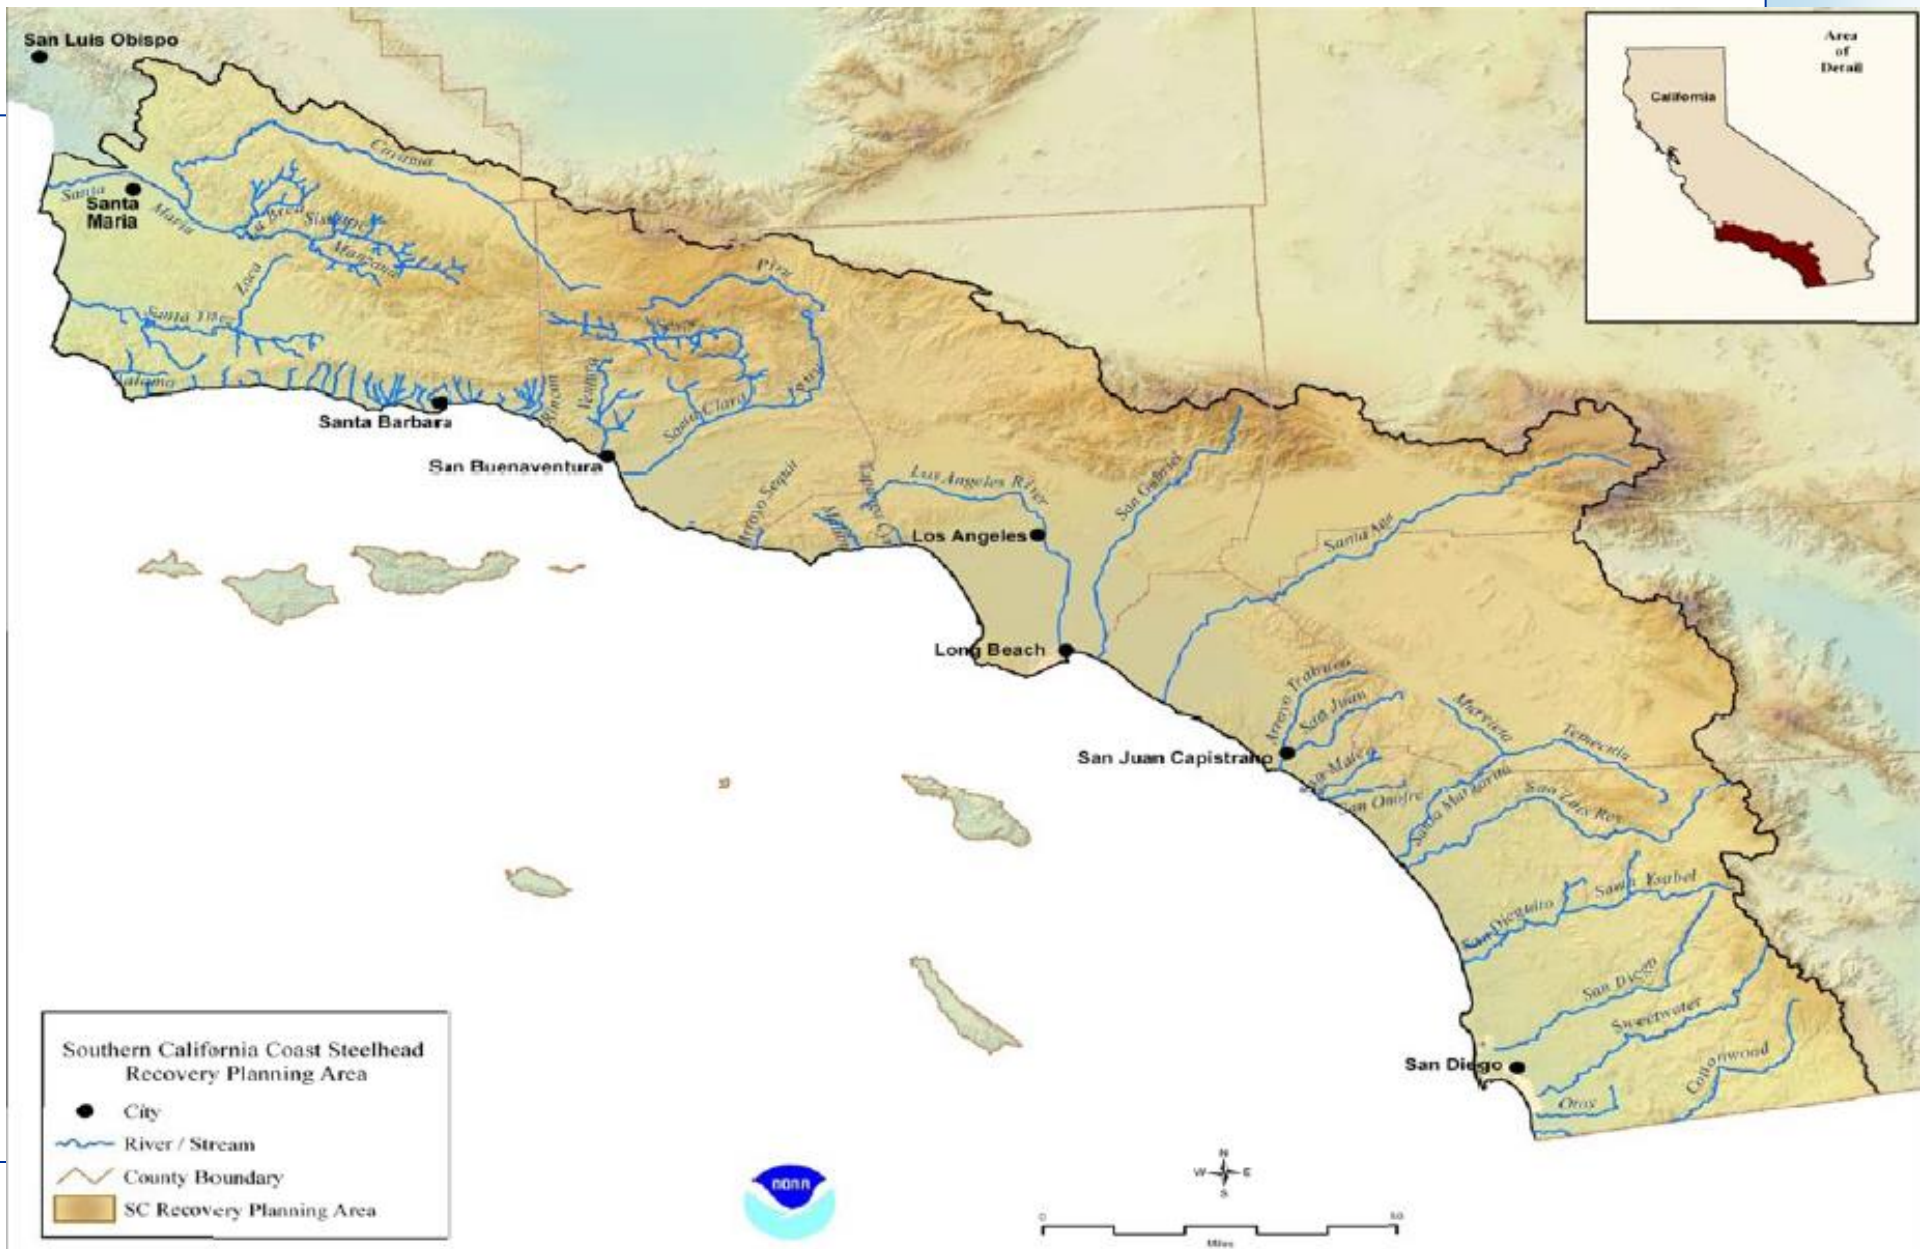 San Luis Obispo
Area
of
Detail
California
Cuyama
Santa
Maria
Santa
Maria
Sisquoc
Manzana
Zaca
Piru
Santa Ynez
Jalama
Rincon
Ventura
Santa Clara
Santa Barbara
San Buenaventura
Arroyo Sequit
Malibu
Topanga Cyn
Los Angeles River
San Gabriel
Santa Ana
Los Angeles
Long Beach
Arroyo Trabuco
San Juan
San Juan Capistrano
San Mateo
San Onofre
Murrieta
Temecula
Santa Margarita
San Luis Rey
Santa Ysabel
San Dieguito
San Diego
Sweetwater
San Diego
Cottonwood
Otay
Southern California Coast Steelhead
Recovery Planning Area
City
River / Stream
County Boundary
SC Recovery Planning Area
noaa
N
W E
S
0
Miles